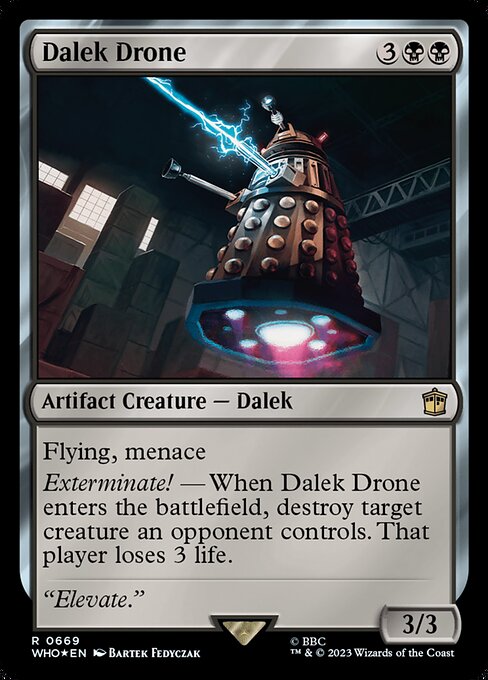 Dalek Drone 3
Artifact Creature — Dalek
Flying, menace
Exterminate! — When Dalek Drone
enters the battlefield, destroy target
creature an opponent controls. That
player loses 3 life.
“Elevate.”
3/3
R 0669
WHO★EN Bartek Fedyczak
© BBC
™ & © 2023 Wizards of the Coast